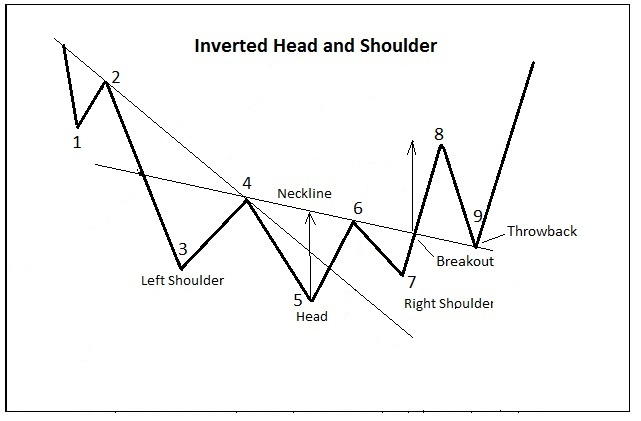 Inverted Head and Shoulder
2
1
8
4
Neckline
6
9
Throwback
3
Breakout
Left Shoulder
7
5
Right Shoulder
Head